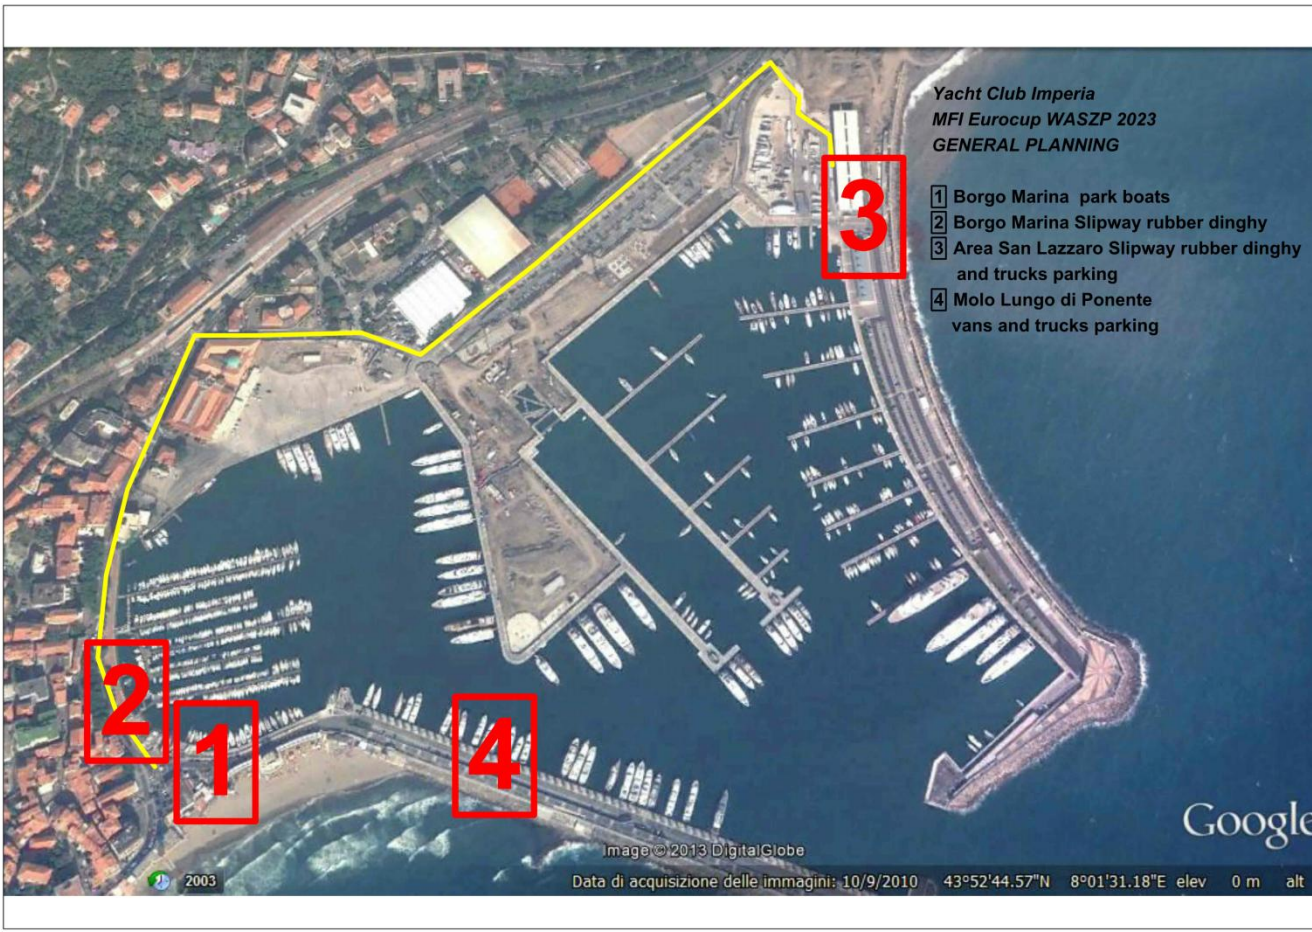 Yacht Club Imperia
MFI Eurocup WASZP 2023
GENERAL PLANNING
1 Borgo Marina park boats
2 Borgo Marina Slipway rubber dinghy
3 Area San Lazzaro Slipway rubber dinghy
and trucks parking
4 Molo Lungo di Ponente
vans and trucks parking
3
2
1
4
Google
Image © 2013 DigitalGlobe
2003
Data di acquisizione delle immagini: 10/9/2010 43°52'44.57"N 8°01'31.18"E elev 0 m alt